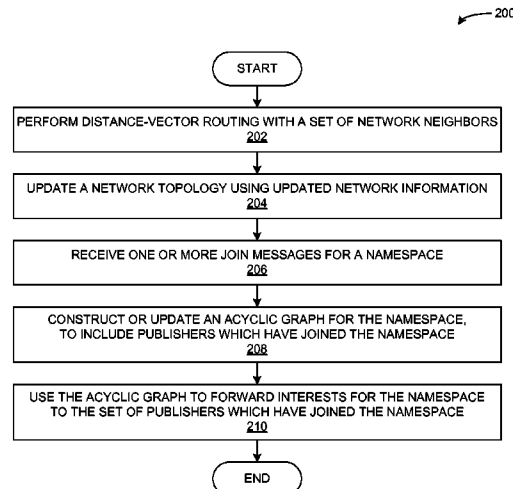 200
START
PERFORM DISTANCE-VECTOR ROUTING WITH A SET OF NETWORK NEIGHBORS
202
UPDATE A NETWORK TOPOLOGY USING UPDATED NETWORK INFORMATION
204
RECEIVE ONE OR MORE JOIN MESSAGES FOR A NAMESPACE
206
CONSTRUCT OR UPDATE AN ACYCLIC GRAPH FOR THE NAMESPACE,
TO INCLUDE PUBLISHERS WHICH HAVE JOINED THE NAMESPACE
208
USE THE ACYCLIC GRAPH TO FORWARD INTERESTS FOR THE NAMESPACE
TO THE SET OF PUBLISHERS WHICH HAVE JOINED THE NAMESPACE
210
END